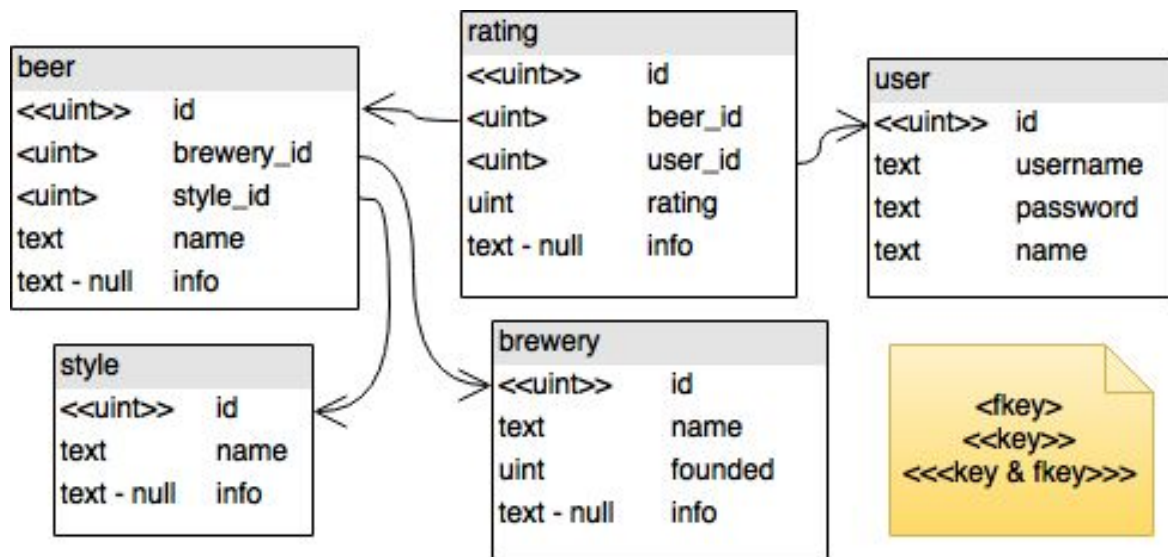 beer
<<uint>> id
<uint> brewery_id
<uint> style_id
text name
text - null info
rating
<<uint>> id
<uint> beer_id
<uint> user_id
uint rating
text - null info
user
<<uint>> id
text username
text password
text name
style
<<uint>> id
text name
text - null info
brewery
<<uint>> id
text name
uint founded
text - null info
<fkey>
<<key>>
<<<key & fkey>>>